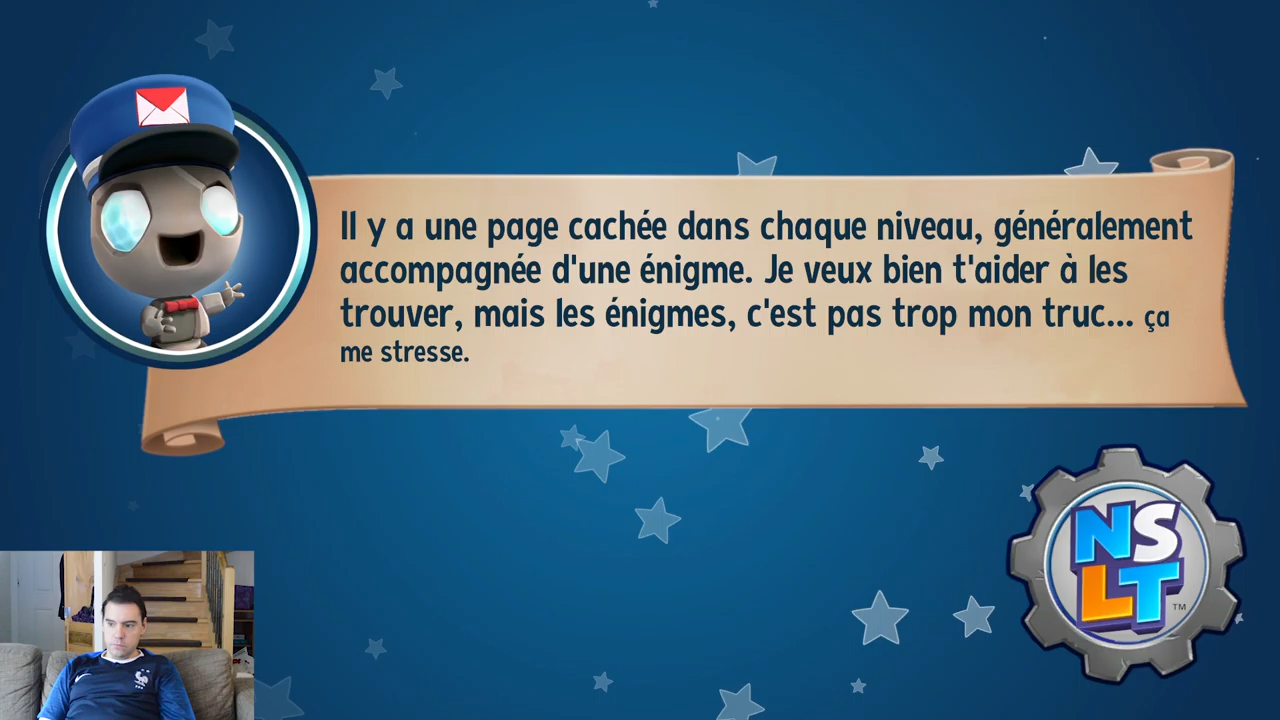 Il y a une page cachée dans chaque niveau, généralement
accompagnée d'une énigme. Je veux bien t'aider à les
trouver, mais les énigmes, c'est pas trop mon truc... ça
me stresse.
NS
LT
TM